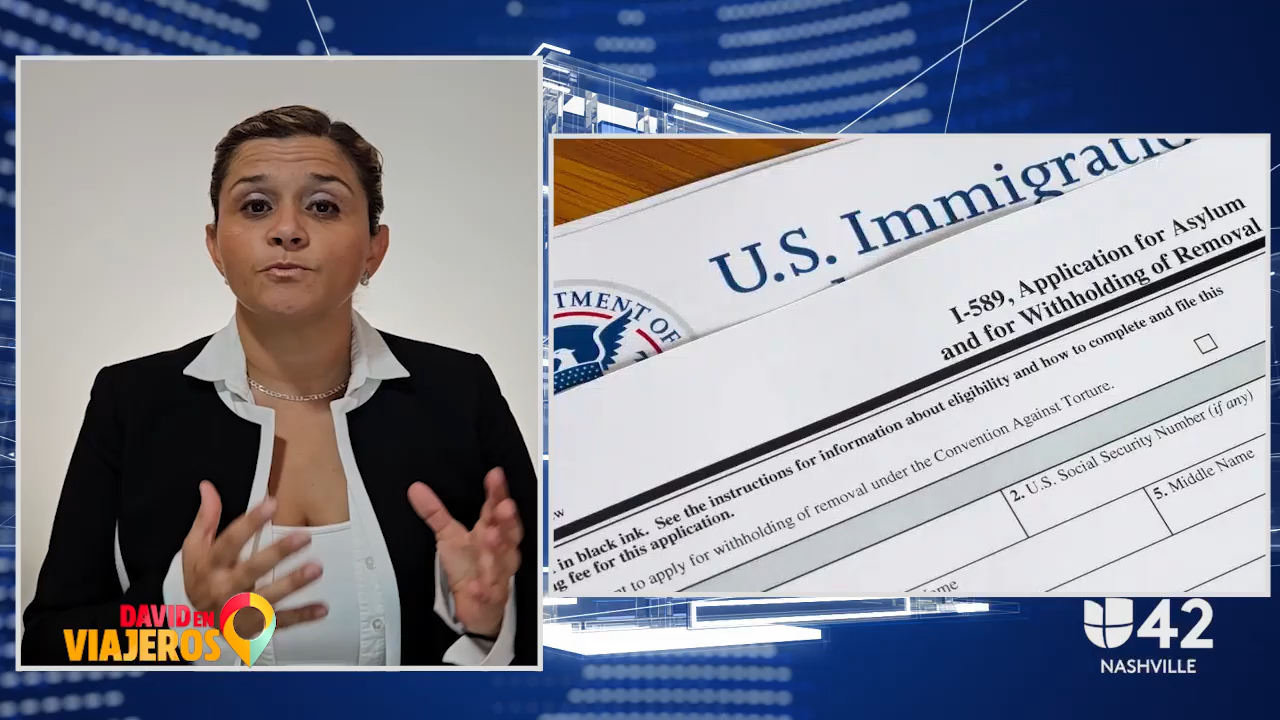 U.S. Immigratio
TMENT OF
I-589, Application for Asylum
and for Withholding of Removal
in black ink. See the instructions for information about eligibility and how to complete and file this
g fee for this application.
to apply for withholding of removal under the Convention Against Torture.
2. U.S. Social Security Number (if any)
5. Middle Name
DAVID EN
VIAJEROS
42
NASHVILLE